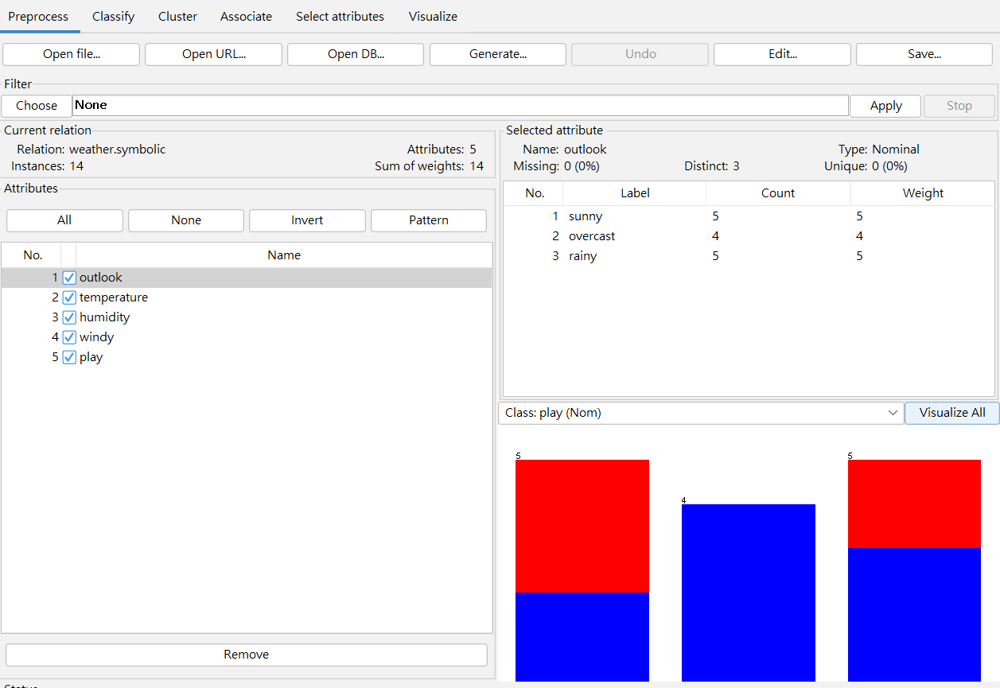 Preprocess Classify Cluster Associate Select attributes Visualize
Open file... Open URL... Open DB... Generate... Undo Edit... Save...
Filter
Choose None Apply Stop
Current relation
Relation: weather.symbolic Attributes: 5
Instances: 14 Sum of weights: 14
Attributes
All None Invert Pattern
No. Name
1 outlook
2 temperature
3 humidity
4 windy
5 play
Remove
Selected attribute
Name: outlook Type: Nominal
Missing: 0 (0%) Distinct: 3 Unique: 0 (0%)
No. Label Count Weight
1 sunny 5 5
2 overcast 4 4
3 rainy 5 5
Class: play (Nom) Visualize All
5 4 5
Status